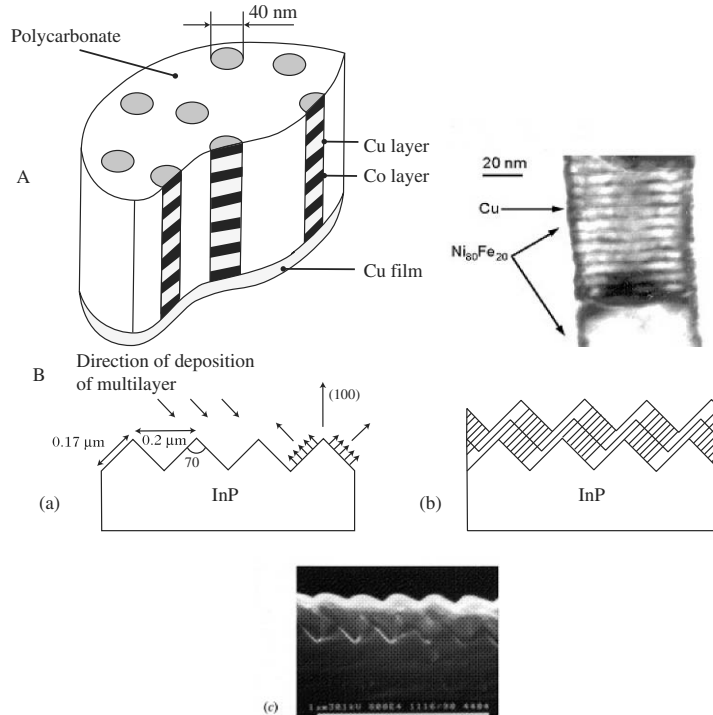 40 nm
Polycarbonate
Cu layer
A
Co layer
Cu film
20 nm
Cu
Ni80Fe20
B
Direction of deposition
of multilayer
(100)
0.17 µm
0.2 µm
70
InP
(a)
InP
(b)
(c)